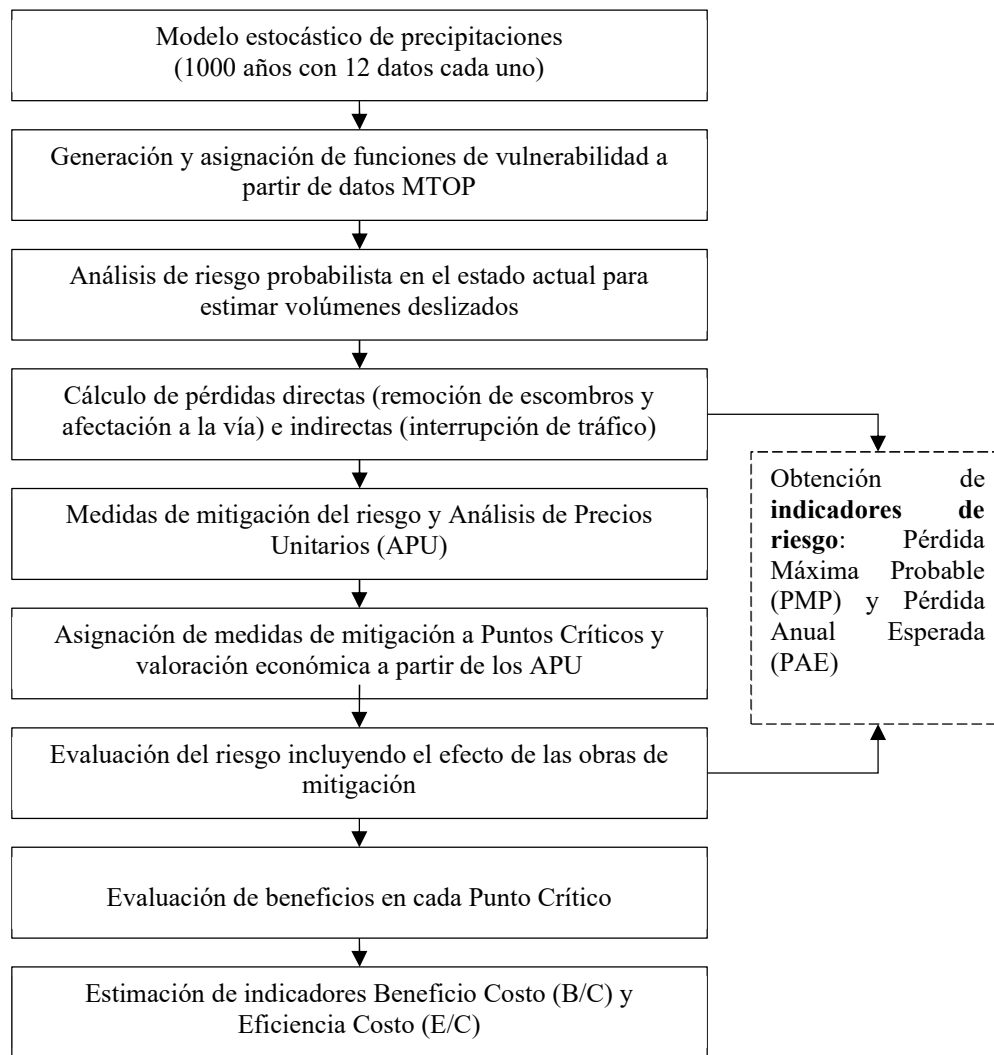 Modelo estocástico de precipitaciones
(1000 años con 12 datos cada uno)
Generación y asignación de funciones de vulnerabilidad a
partir de datos MTOP
Análisis de riesgo probabilista en el estado actual para
estimar volúmenes deslizados
Cálculo de pérdidas directas (remoción de escombros y
afectación a la vía) e indirectas (interrupción de tráfico)
Medidas de mitigación del riesgo y Análisis de Precios
Unitarios (APU)
Asignación de medidas de mitigación a Puntos Críticos y
valoración económica a partir de los APU
Evaluación del riesgo incluyendo el efecto de las obras de
mitigación
Evaluación de beneficios en cada Punto Crítico
Estimación de indicadores Beneficio Costo (B/C) y
Eficiencia Costo (E/C)
Obtención de
indicadores de
riesgo: Pérdida
Máxima Probable
(PMP) y Pérdida
Anual Esperada
(PAE)